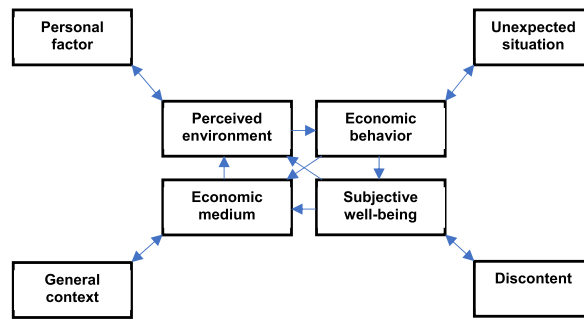 Personal
factor
Unexpected
situation
Perceived
environment
Economic
behavior
Economic
medium
Subjective
well-being
General
context
Discontent